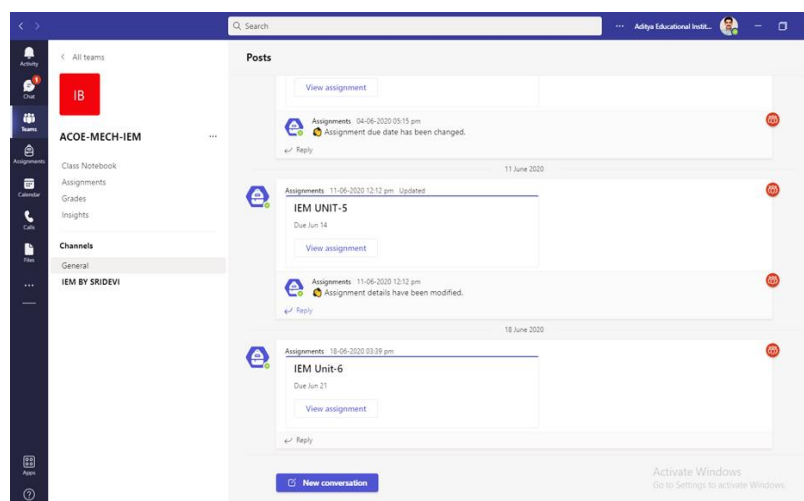 Search
Aditya Educational Instit...
Activity
Chat
1
Teams
Assignments
Calendar
Calls
Files
Apps
All teams
IB
ACOE-MECH-IEM
Class Notebook
Assignments
Grades
Insights
Channels
General
IEM BY SRIDEVI
Posts
View assignment
Assignments 04-06-2020 05:15 pm
Assignment due date has been changed.
Reply
11 June 2020
Assignments 11-06-2020 12:12 pm Updated
IEM UNIT-5
Due Jun 14
View assignment
Assignments 11-06-2020 12:12 pm
Assignment details have been modified.
Reply
18 June 2020
Assignments 18-06-2020 03:39 pm
IEM Unit-6
Due Jun 21
View assignment
Reply
New conversation
Activate Windows
Go to Settings to activate Windows.